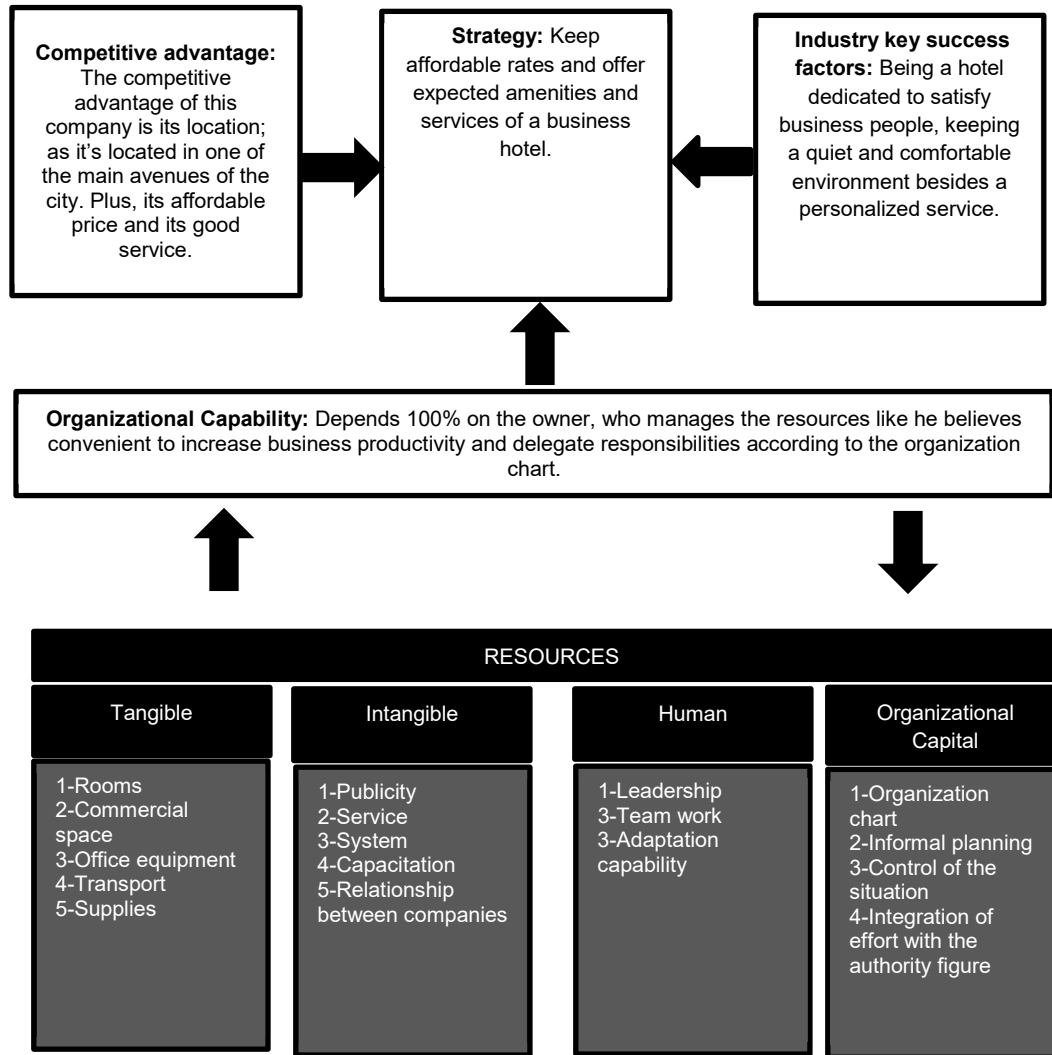 Competitive advantage:
The competitive
advantage of this
company is its location;
as it's located in one of
the main avenues of the
city. Plus, its affordable
price and its good
service.
Strategy: Keep
affordable rates and offer
expected amenities and
services of a business
hotel.
Industry key success
factors: Being a hotel
dedicated to satisfy
business people, keeping
a quiet and comfortable
environment besides a
personalized service.
Organizational Capability: Depends 100% on the owner, who manages the resources like he believes
convenient to increase business productivity and delegate responsibilities according to the organization
chart.
RESOURCES
Tangible
1-Rooms
2-Commercial
space
3-Office equipment
4-Transport
5-Supplies
Intangible
1-Publicity
2-Service
3-System
4-Capacitation
5-Relationship
between companies
Human
1-Leadership
3-Team work
3-Adaptation
capability
Organizational
Capital
1-Organization
chart
2-Informal planning
3-Control of the
situation
4-Integration of
effort with the
authority figure